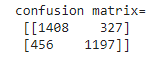 confusion matrix=
[[1408 327]
[456 1197]]